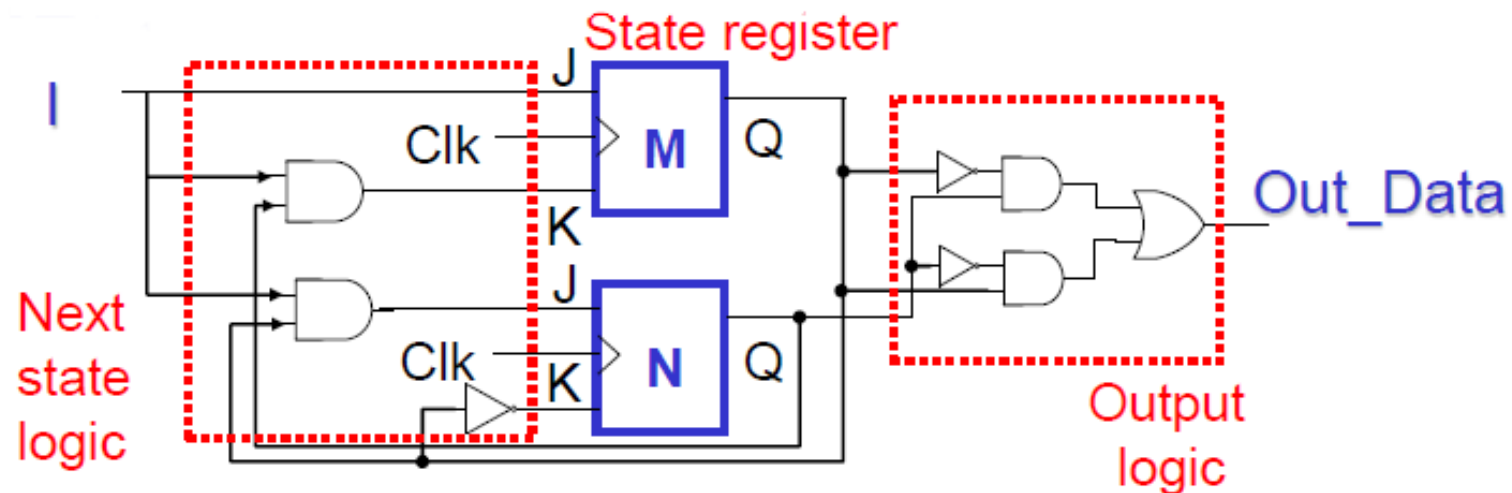 State register
I
J
Clk
M
Q
K
Out_Data
J
Next
state
logic
Clk
K
N
Q
Output
logic